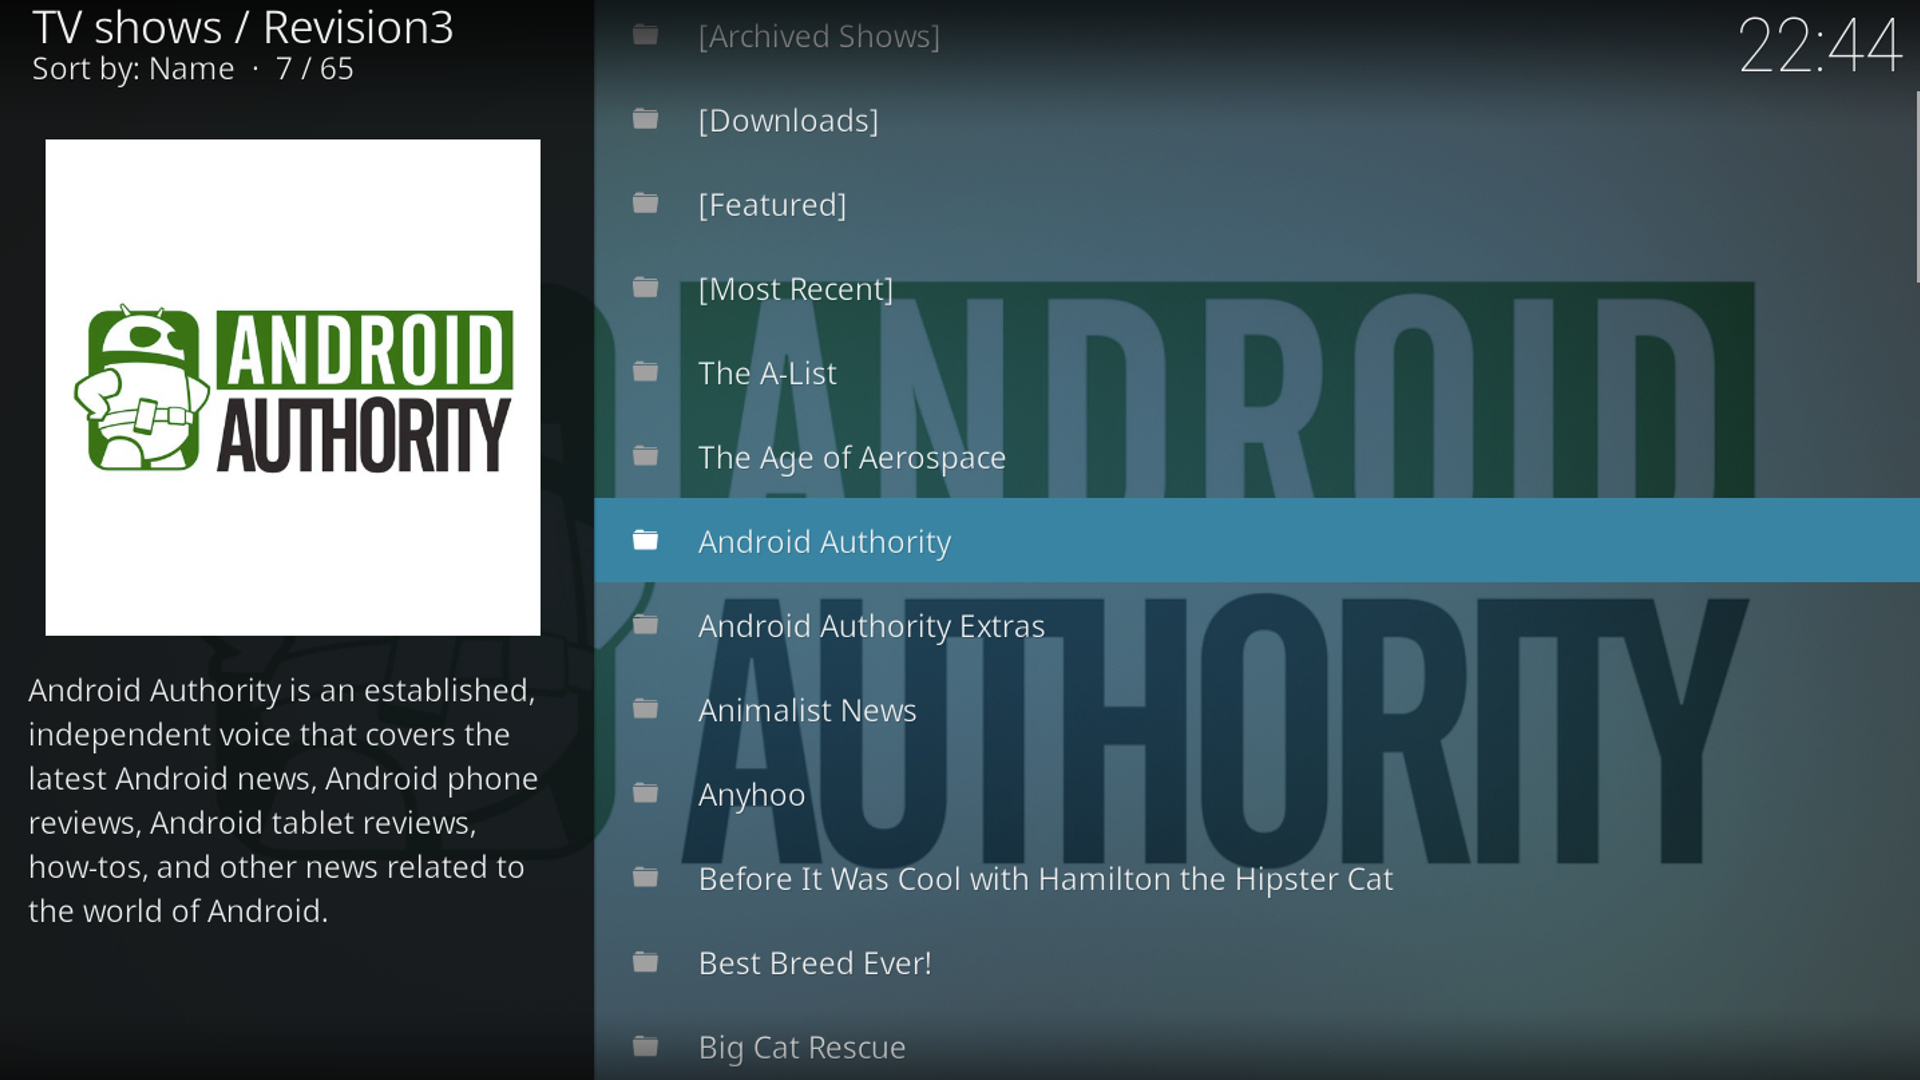 TV shows / Revision3
Sort by: Name · 7 / 65
22:44
ANDROID
AUTHORITY
Android Authority is an established,
independent voice that covers the
latest Android news, Android phone
reviews, Android tablet reviews,
how-tos, and other news related to
the world of Android.
[Archived Shows]
[Downloads]
[Featured]
[Most Recent]
The A-List
The Age of Aerospace
Android Authority
Android Authority Extras
Animalist News
Anyhoo
Before It Was Cool with Hamilton the Hipster Cat
Best Breed Ever!
Big Cat Rescue
ANDROID
AUTHORITY